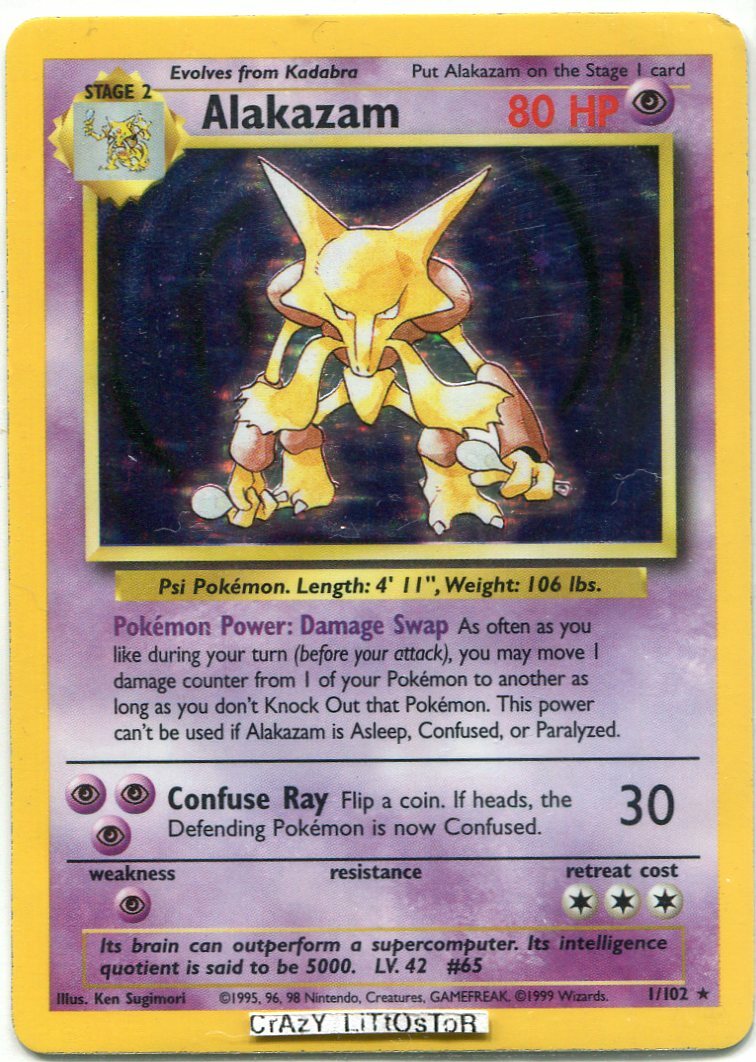 Evolves from Kadabra Put Alakazam on the Stage 1 card
STAGE 2
Alakazam 80 HP
Psi Pokémon. Length: 4' 11", Weight: 106 lbs.
Pokémon Power: Damage Swap As often as you
like during your turn (before your attack), you may move 1
damage counter from 1 of your Pokémon to another as
long as you don't Knock Out that Pokémon. This power
can't be used if Alakazam is Asleep, Confused, or Paralyzed.
Confuse Ray Flip a coin. If heads, the 30
Defending Pokémon is now Confused.
weakness resistance retreat cost
Its brain can outperform a supercomputer. Its intelligence
quotient is said to be 5000. LV. 42 #65
Illus. Ken Sugimori ©1995, 96, 98 Nintendo, Creatures, GAMEFREAK. ©1999 Wizards. 1/102 ★
CrAzY LiTtOsToR